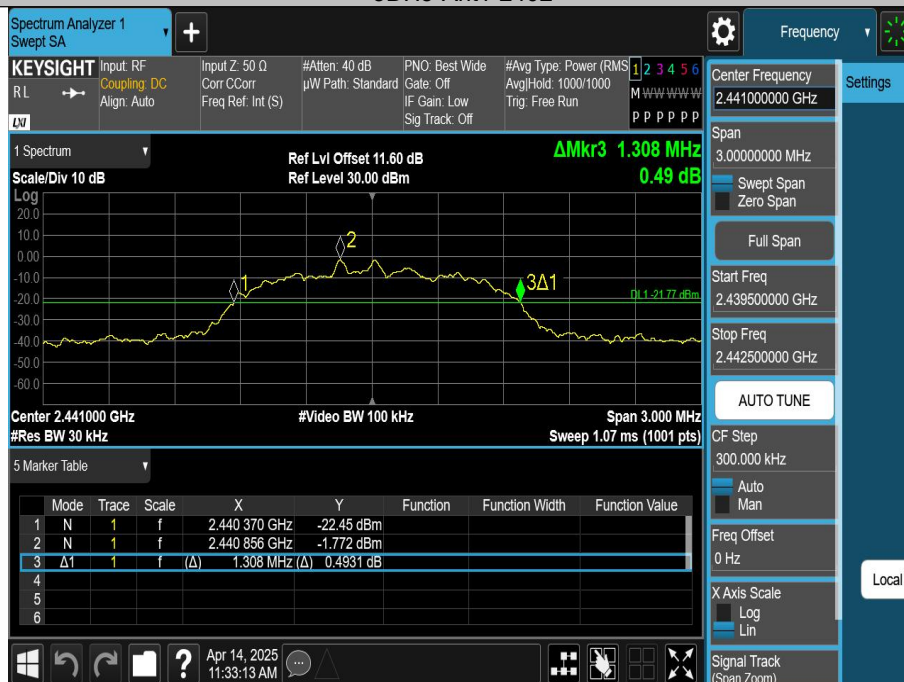 Spectrum Analyzer 1
Swept SA
+
Frequency
KEYSIGHT
RL
LXI
Input: RF
Coupling: DC
Align: Auto
Input Z: 50 Ω
Corr CCorr
Freq Ref: Int (S)
#Atten: 40 dB
µW Path: Standard
PNO: Best Wide
Gate: Off
IF Gain: Low
Sig Track: Off
#Avg Type: Power (RMS
Avg|Hold: 1000/1000
Trig: Free Run
1 2 3 4 5 6
M W W W W W
P P P P P P
1 Spectrum
Scale/Div 10 dB
Ref Lvl Offset 11.60 dB
Ref Level 30.00 dBm
ΔMkr3 1.308 MHz
0.49 dB
Log
20.0
10.0
0.00
-10.0
-20.0
-30.0
-40.0
-50.0
-60.0
1
2
3Δ1
DL1 -21.77 dBm
Center 2.441000 GHz
#Res BW 30 kHz
#Video BW 100 kHz
Span 3.000 MHz
Sweep 1.07 ms (1001 pts)
5 Marker Table
Mode Trace Scale X Y Function Function Width Function Value
1 N 1 f 2.440 370 GHz -22.45 dBm
2 N 1 f 2.440 856 GHz -1.772 dBm
3 Δ1 1 f (Δ) 1.308 MHz (Δ) 0.4931 dB
4
5
6
?
Apr 14, 2025
11:33:13 AM
Center Frequency
2.441000000 GHz
Span
3.00000000 MHz
Swept Span
Zero Span
Full Span
Start Freq
2.439500000 GHz
Stop Freq
2.442500000 GHz
AUTO TUNE
CF Step
300.000 kHz
Auto
Man
Freq Offset
0 Hz
X Axis Scale
Log
Lin
Signal Track
(Span Zoom)
Settings
Local